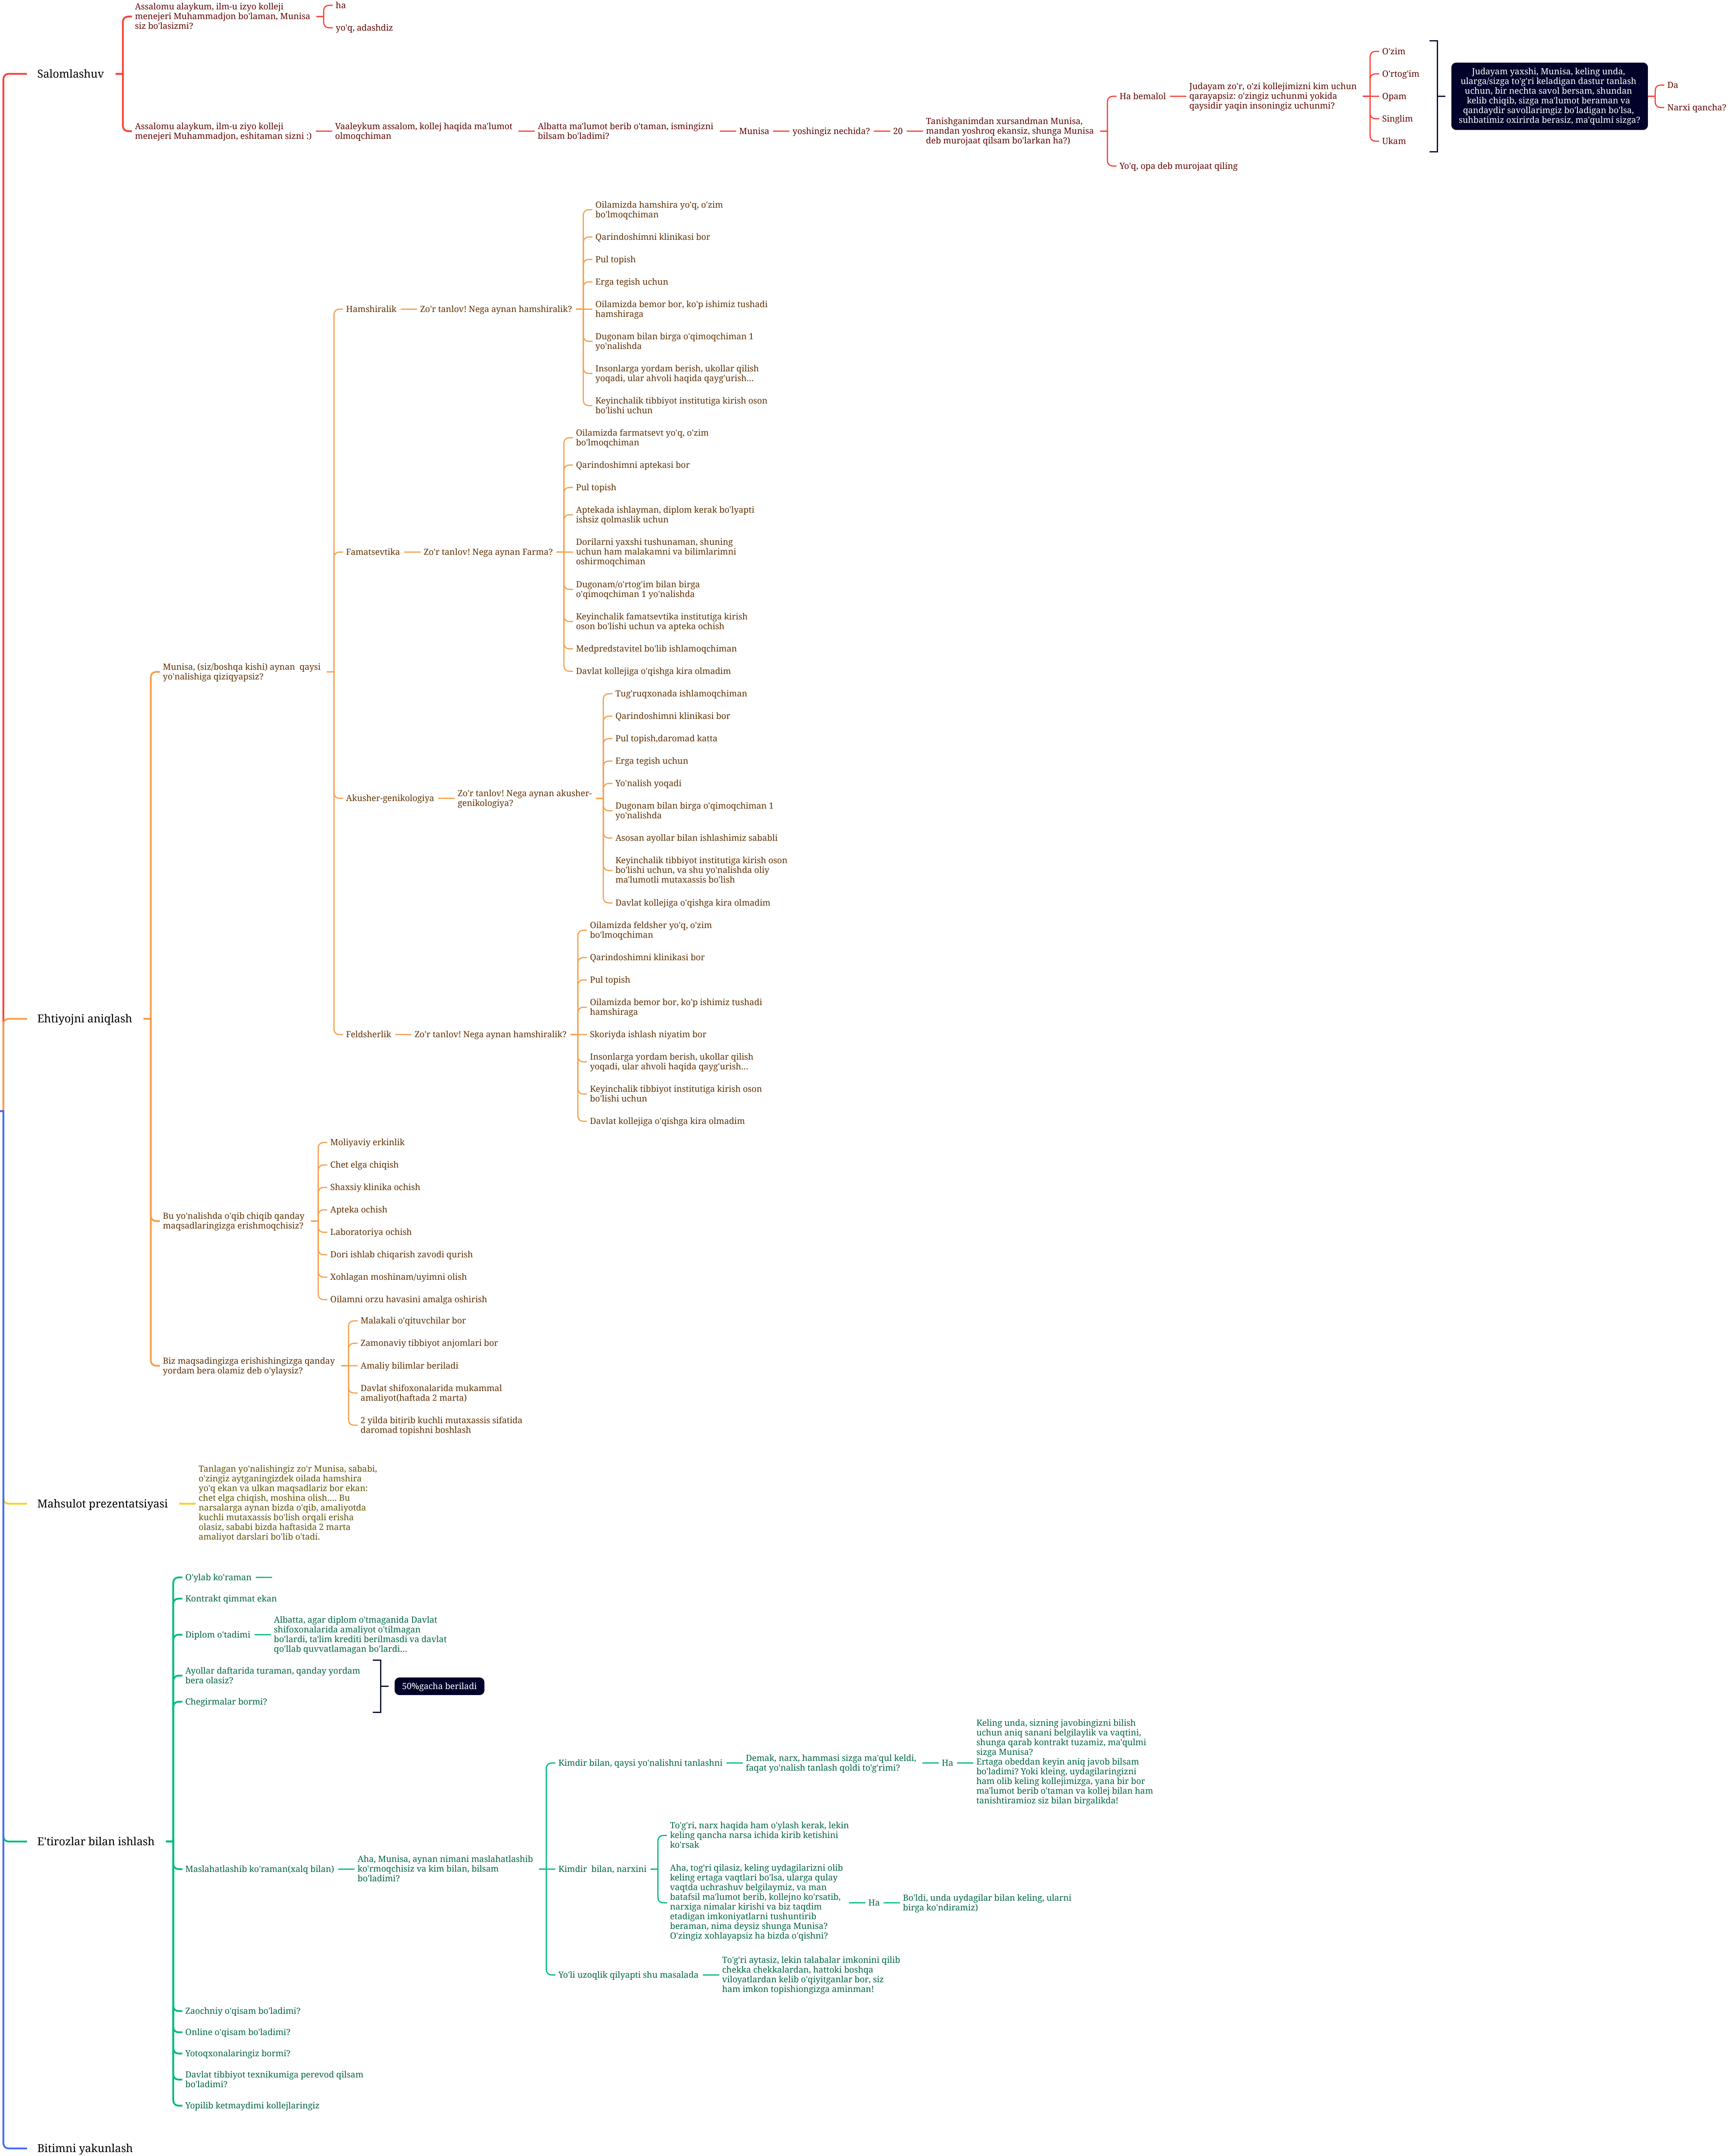 Salomlashuv
Assalomu alaykum, ilm-u izyo kolleji
menejeri Muhammadjon bo'laman, Munisa
siz bo'lasizmi?
ha
yo'q, adashdiz
Assalomu alaykum, ilm-u ziyo kolleji
menejeri Muhammadjon, eshitaman sizni :)
Vaaleykum assalom, kollej haqida ma'lumot
olmoqchiman
Albatta ma'lumot berib o'taman, ismingizni
bilsam bo'ladimi?
Munisa
yoshingiz nechida?
20
Tanishganimdan xursandman Munisa,
mandan yoshroq ekansiz, shunga Munisa
deb murojaat qilsam bo'larkan ha?)
Ha bemalol
Judayam zo'r, o'zi kollejimizni kim uchun
qarayapsiz: o'zingiz uchunmi yokida
qaysidir yaqin insoningiz uchunmi?
O'zim
O'rtog'im
Opam
Singlim
Ukam
Judayam yaxshi, Munisa, keling unda,
ularga/sizga to'g'ri keladigan dastur tanlash
uchun, bir nechta savol bersam, shundan
kelib chiqib, sizga ma'lumot beraman va
qandaydir savollarimgiz bo'ladigan bo'lsa,
suhbatimiz oxirirda berasiz, ma'qulmi sizga?
Da
Narxi qancha?
Yo'q, opa deb murojaat qiling
Ehtiyojni aniqlash
Munisa, (siz/boshqa kishi) aynan  qaysi
yo'nalishiga qiziqyapsiz?
Hamshiralik
Zo'r tanlov! Nega aynan hamshiralik?
Oilamizda hamshira yo'q, o'zim
bo'lmoqchiman
Qarindoshimni klinikasi bor
Pul topish
Erga tegish uchun
Oilamizda bemor bor, ko'p ishimiz tushadi
hamshiraga
Dugonam bilan birga o'qimoqchiman 1
yo'nalishda
Insonlarga yordam berish, ukollar qilish
yoqadi, ular ahvoli haqida qayg'urish...
Keyinchalik tibbiyot institutiga kirish oson
bo'lishi uchun
Famatsevtika
Zo'r tanlov! Nega aynan Farma?
Oilamizda farmatsevt yo'q, o'zim
bo'lmoqchiman
Qarindoshimni aptekasi bor
Pul topish
Aptekada ishlayman, diplom kerak bo'lyapti
ishsiz qolmaslik uchun
Dorilarni yaxshi tushunaman, shuning
uchun ham malakamni va bilimlarimni
oshirmoqchiman
Dugonam/o'rtog'im bilan birga
o'qimoqchiman 1 yo'nalishda
Keyinchalik famatsevtika institutiga kirish
oson bo'lishi uchun va apteka ochish
Medpredstavitel bo'lib ishlamoqchiman
Davlat kollejiga o'qishga kira olmadim
Akusher-genikologiya
Zo'r tanlov! Nega aynan akusher-
genikologiya?
Tug'ruqxonada ishlamoqchiman
Qarindoshimni klinikasi bor
Pul topish,daromad katta
Erga tegish uchun
Yo'nalish yoqadi
Dugonam bilan birga o'qimoqchiman 1
yo'nalishda
Asosan ayollar bilan ishlashimiz sababli
Keyinchalik tibbiyot institutiga kirish oson
bo'lishi uchun, va shu yo'nalishda oliy
ma'lumotli mutaxassis bo'lish
Davlat kollejiga o'qishga kira olmadim
Feldsherlik
Zo'r tanlov! Nega aynan hamshiralik?
Oilamizda feldsher yo'q, o'zim
bo'lmoqchiman
Qarindoshimni klinikasi bor
Pul topish
Oilamizda bemor bor, ko'p ishimiz tushadi
hamshiraga
Skoriyda ishlash niyatim bor
Insonlarga yordam berish, ukollar qilish
yoqadi, ular ahvoli haqida qayg'urish...
Keyinchalik tibbiyot institutiga kirish oson
bo'lishi uchun
Davlat kollejiga o'qishga kira olmadim
Bu yo'nalishda o'qib chiqib qanday
maqsadlaringizga erishmoqchisiz?
Moliyaviy erkinlik
Chet elga chiqish
Shaxsiy klinika ochish
Apteka ochish
Laboratoriya ochish
Dori ishlab chiqarish zavodi qurish
Xohlagan moshinam/uyimni olish
Oilamni orzu havasini amalga oshirish
Biz maqsadingizga erishishingizga qanday
yordam bera olamiz deb o'ylaysiz?
Malakali o'qituvchilar bor
Zamonaviy tibbiyot anjomlari bor
Amaliy bilimlar beriladi
Davlat shifoxonalarida mukammal
amaliyot(haftada 2 marta)
2 yilda bitirib kuchli mutaxassis sifatida
daromad topishni boshlash
Mahsulot prezentatsiyasi
Tanlagan yo'nalishingiz zo'r Munisa, sababi,
o'zingiz aytganingizdek oilada hamshira
yo'q ekan va ulkan maqsadlariz bor ekan:
chet elga chiqish, moshina olish.... Bu
narsalarga aynan bizda o'qib, amaliyotda
kuchli mutaxassis bo'lish orqali erisha
olasiz, sababi bizda haftasida 2 marta
amaliyot darslari bo'lib o'tadi.
E'tirozlar bilan ishlash
O'ylab ko'raman
Kontrakt qimmat ekan
Diplom o'tadimi
Albatta, agar diplom o'tmaganida Davlat
shifoxonalarida amaliyot o'tilmagan
bo'lardi, ta'lim krediti berilmasdi va davlat
qo'llab quvvatlamagan bo'lardi...
Ayollar daftarida turaman, qanday yordam
bera olasiz?
Chegirmalar bormi?
50%gacha beriladi
Maslahatlashib ko'raman(xalq bilan)
Aha, Munisa, aynan nimani maslahatlashib
ko'rmoqchisiz va kim bilan, bilsam
bo'ladimi?
Kimdir bilan, qaysi yo'nalishni tanlashni
Demak, narx, hammasi sizga ma'qul keldi,
faqat yo'nalish tanlash qoldi to'g'rimi?
Ha
Keling unda, sizning javobingizni bilish
uchun aniq sanani belgilaylik va vaqtini,
shunga qarab kontrakt tuzamiz, ma'qulmi
sizga Munisa?
Ertaga obeddan keyin aniq javob bilsam
bo'ladimi? Yoki kleing, uydagilaringizni
ham olib keling kollejimizga, yana bir bor
ma'lumot berib o'taman va kollej bilan ham
tanishtiramioz siz bilan birgalikda!
Kimdir  bilan, narxini
To'g'ri, narx haqida ham o'ylash kerak, lekin
keling qancha narsa ichida kirib ketishini
ko'rsak
Aha, tog'ri qilasiz, keling uydagilarizni olib
keling ertaga vaqtlari bo'lsa, ularga qulay
vaqtda uchrashuv belgilaymiz, va man
batafsil ma'lumot berib, kollejno ko'rsatib,
narxiga nimalar kirishi va biz taqdim
etadigan imkoniyatlarni tushuntirib
beraman, nima deysiz shunga Munisa?
O'zingiz xohlayapsiz ha bizda o'qishni?
Ha
Bo'ldi, unda uydagilar bilan keling, ularni
birga ko'ndiramiz)
Yo'li uzoqlik qilyapti shu masalada
To'g'ri aytasiz, lekin talabalar imkonini qilib
chekka chekkalardan, hattoki boshqa
viloyatlardan kelib o'qiyitganlar bor, siz
ham imkon topishiongizga aminman!
Zaochniy o'qisam bo'ladimi?
Online o'qisam bo'ladimi?
Yotoqxonalaringiz bormi?
Davlat tibbiyot texnikumiga perevod qilsam
bo'ladimi?
Yopilib ketmaydimi kollejlaringiz
Bitimni yakunlash